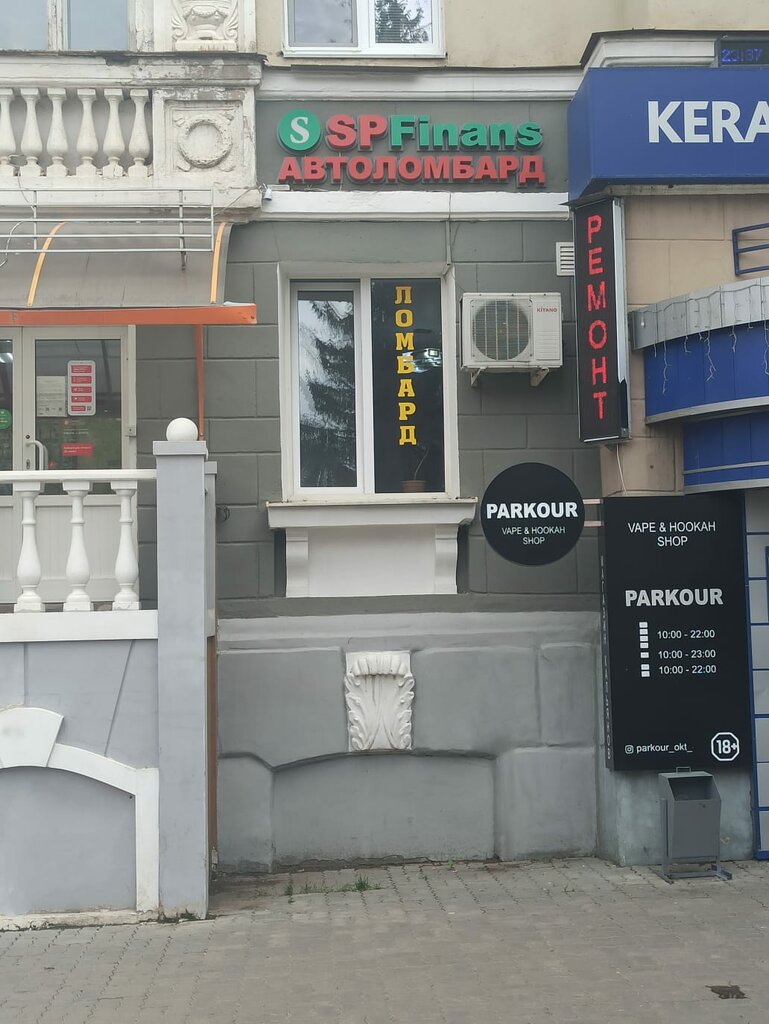 S SPFinans
АВТОЛОМБАРД
KERA
РЕМОНТ
ЛОМБАРД
KITANO
PARKOUR
VAPE & HOOKAH
SHOP
VAPE & HOOKAH
SHOP
PARKOUR
10:00 - 22:00
10:00 - 23:00
10:00 - 22:00
parkour_okt_
18+